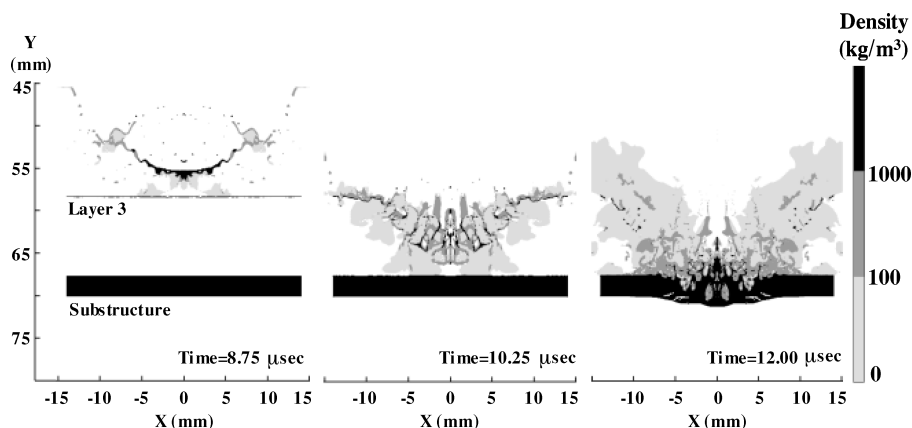 Density
(kg/m³)
Y
(mm)
45
55
65
75
Layer 3
Substructure
Time=8.75 μsec
Time=10.25 μsec
Time=12.00 μsec
1000
100
0
-15 -10 -5 0 5 10 15
-10 -5 0 5 10 15
-10 -5 0 5 10 15
X (mm)
X (mm)
X (mm)